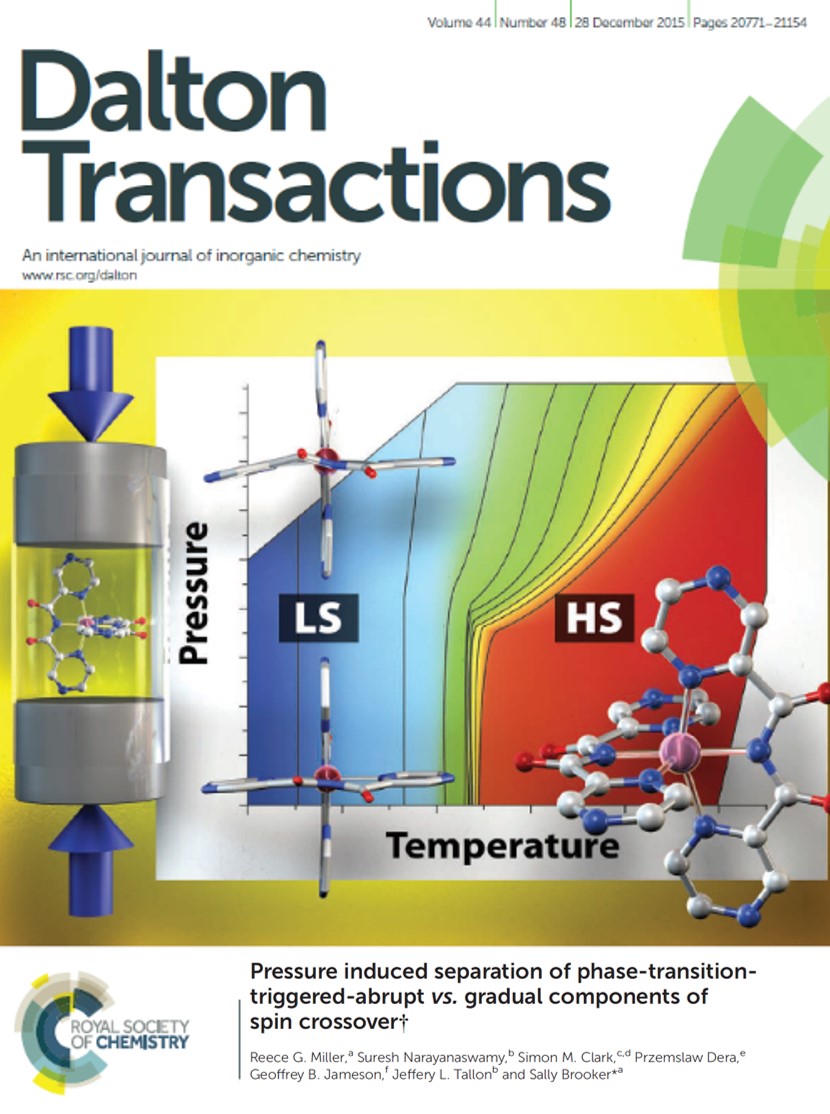 Volume 44 | Number 48 | 28 December 2015 | Pages 20771–21154
Dalton
Transactions
An international journal of inorganic chemistry
www.rsc.org/dalton
Pressure
LS
HS
Temperature
ROYAL SOCIETY
OF CHEMISTRY
Pressure induced separation of phase-transition-
triggered-abrupt vs. gradual components of
spin crossover†
Reece G. Miller,ᵃ Suresh Narayanaswamy,ᵇ Simon M. Clark,ᶜ,ᵈ Przemslaw Dera,ᵉ
Geoffrey B. Jameson,ᶠ Jeffery L. Tallonᵇ and Sally Brooker*ᵃ